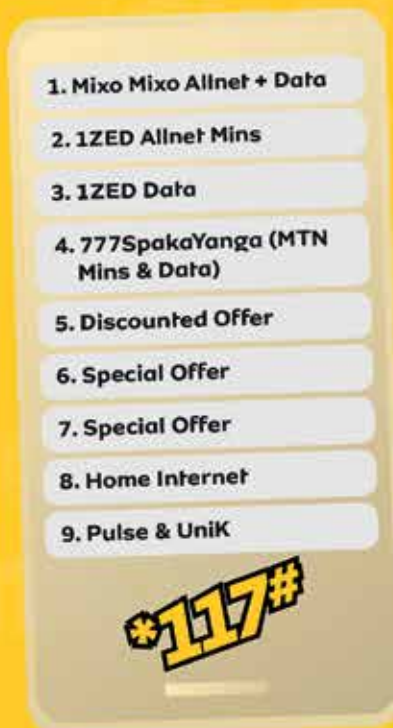 1. Mixo Mixo Allnet + Data
2. 1ZED Allnet Mins
3. 1ZED Data
4. 777SpakaYanga (MTN
Mins & Data)
5. Discounted Offer
6. Special Offer
7. Special Offer
8. Home Internet
9. Pulse & UniK
*117#